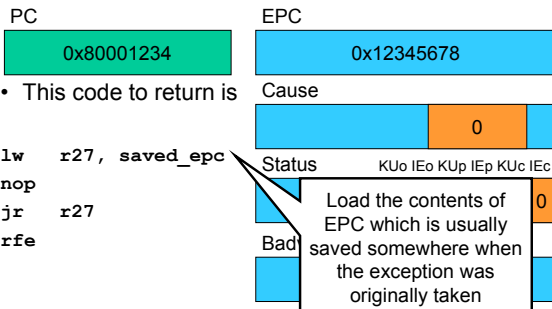 PC
EPC
0x80001234
0x12345678
• This code to return is
Cause
0
lw r27, saved_epc
nop
jr r27
rfe
Status
KUo IEo KUp IEp KUc IEc
0
Load the contents of
EPC which is usually
saved somewhere when
the exception was
originally taken